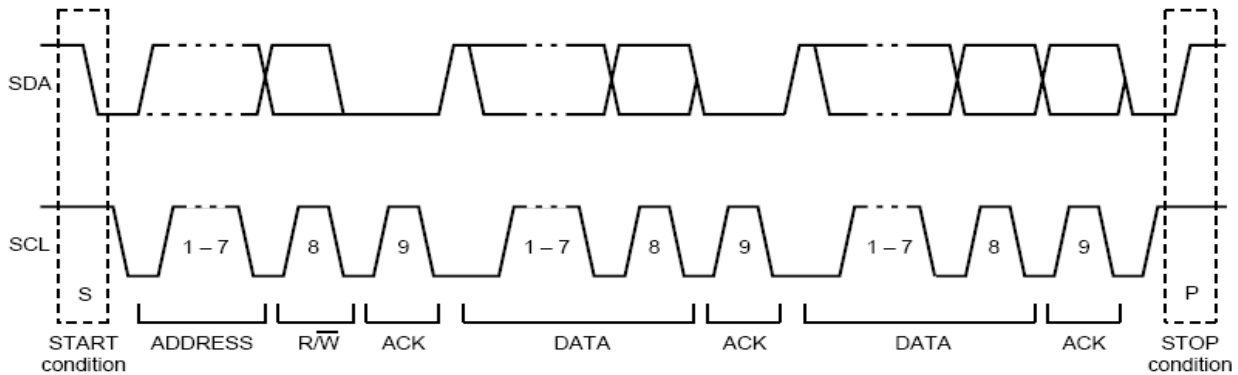 SDA
SCL
1 – 7
8
9
1 – 7
8
9
1 – 7
8
9
S
P
START
condition
ADDRESS
R/W̅
ACK
DATA
ACK
DATA
ACK
STOP
condition